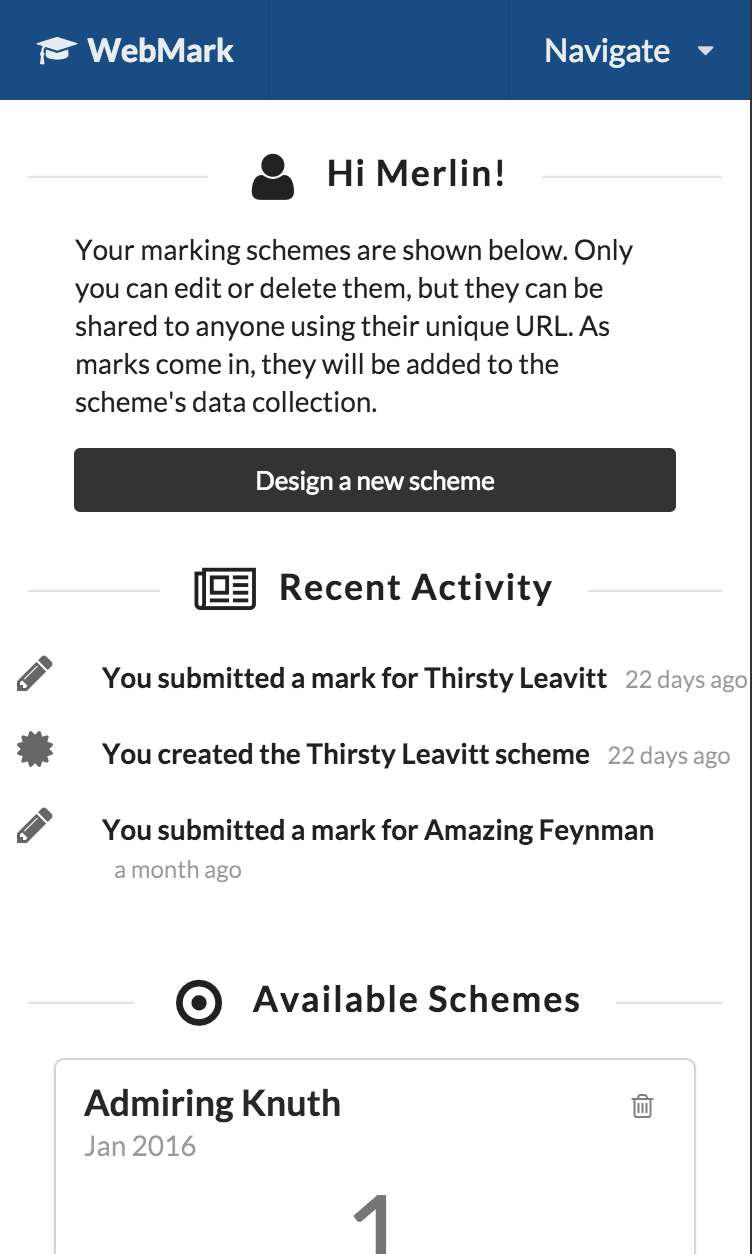 WebMark
Navigate
Hi Merlin!
Your marking schemes are shown below. Only
you can edit or delete them, but they can be
shared to anyone using their unique URL. As
marks come in, they will be added to the
scheme's data collection.
Design a new scheme
Recent Activity
You submitted a mark for Thirsty Leavitt 22 days ago
You created the Thirsty Leavitt scheme 22 days ago
You submitted a mark for Amazing Feynman
a month ago
Available Schemes
Admiring Knuth
Jan 2016
1